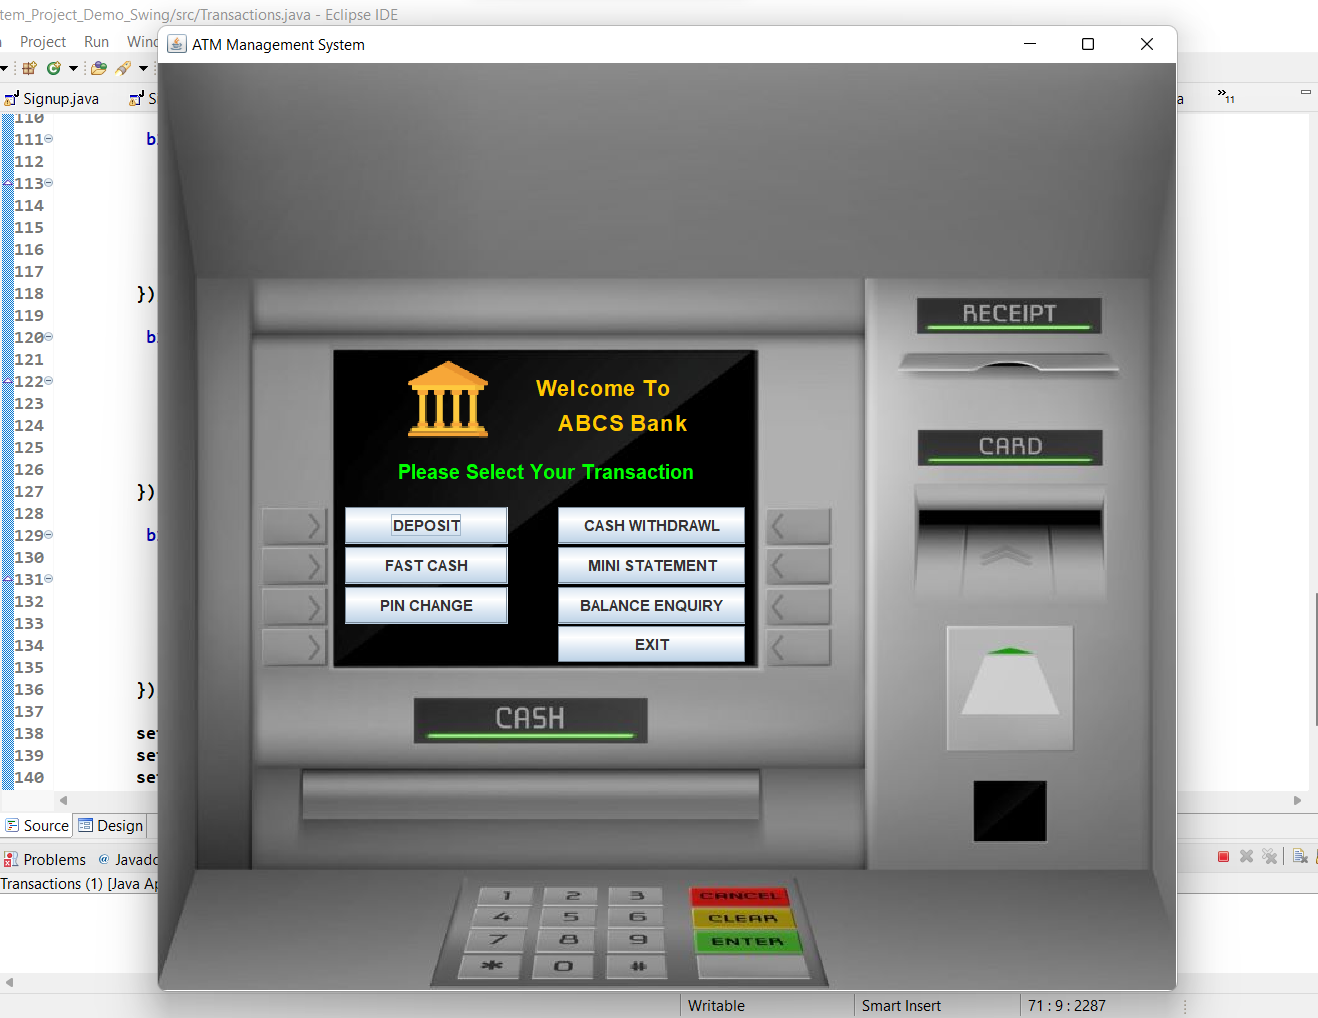 tem_Project_Demo_Swing/src/Transactions.java - Eclipse IDE
Project Run
ATM Management System
Signup.java
11
110
111
112
113
114
115
116
117
118 })
119
120
121
122
123
124
125
126
127 })
128
129
130
131
132
133
134
135
136 })
137
138
139
140
RECEIPT
CARD
Welcome To
ABCS Bank
Please Select Your Transaction
DEPOSIT CASH WITHDRAWL
FAST CASH MINI STATEMENT
PIN CHANGE BALANCE ENQUIRY
EXIT
CASH
1 2 3 CANCEL
4 5 6 CLEAR
7 8 9 ENTER
* 0 #
Source Design
Problems @ Javado
Transactions (1) [Java Ap
Writable Smart Insert 71 : 9 : 2287